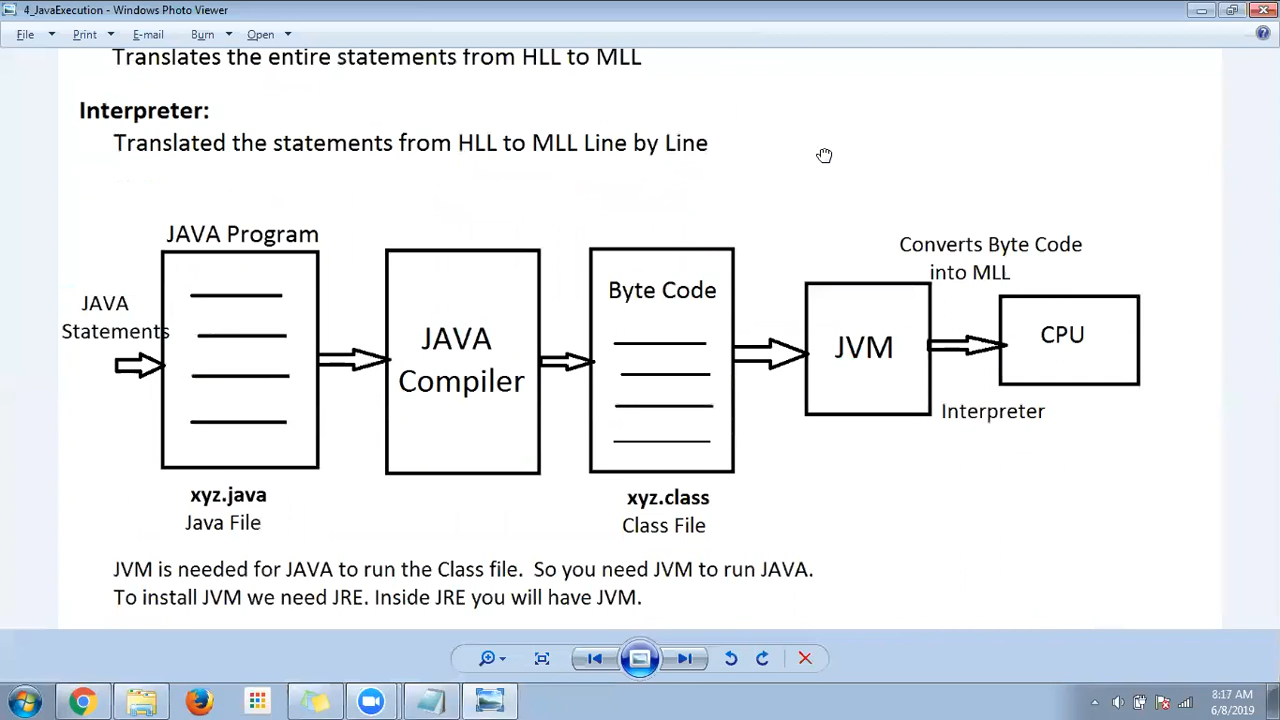 4_JavaExecution - Windows Photo Viewer
File Print E-mail Burn Open
Translates the entire statements from HLL to MLL
Interpreter:
Translated the statements from HLL to MLL Line by Line
JAVA Program
JAVA
Statements
xyz.java
Java File
JAVA
Compiler
Byte Code
xyz.class
Class File
JVM
Converts Byte Code
into MLL
CPU
Interpreter
JVM is needed for JAVA to run the Class file. So you need JVM to run JAVA.
To install JVM we need JRE. Inside JRE you will have JVM.
8:17 AM
6/8/2019